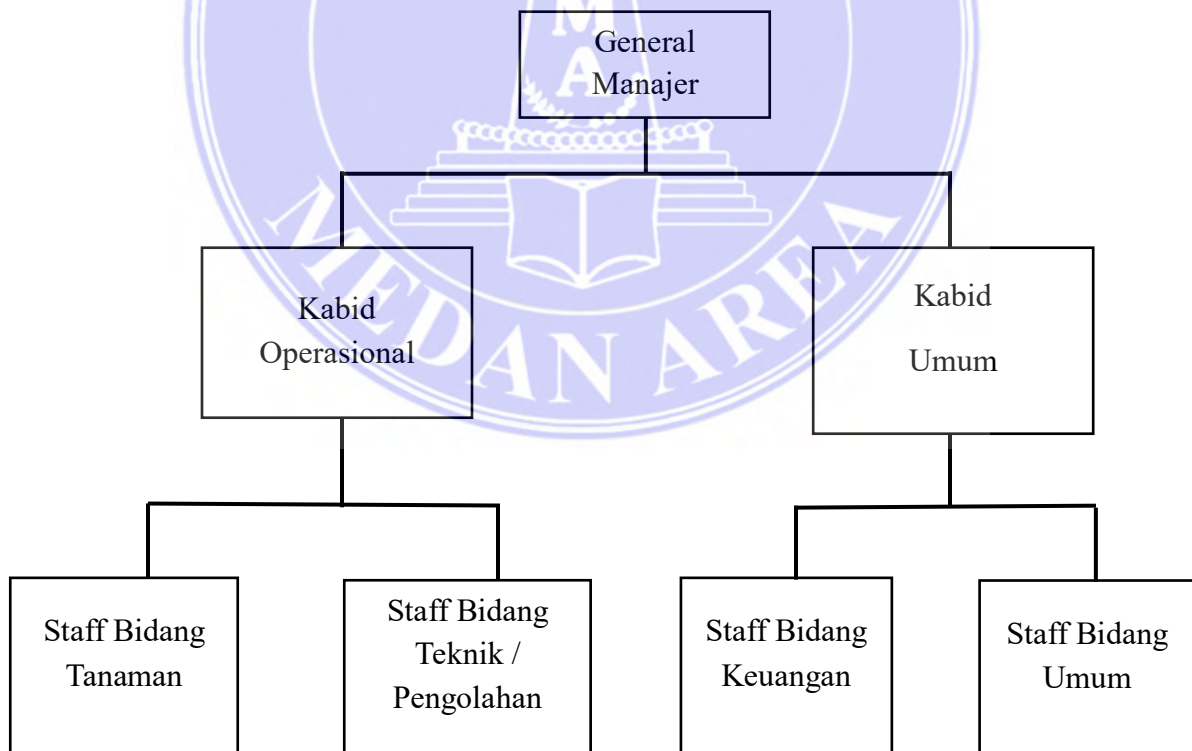 M
A
General
Manajer
MEDAN AREA
Kabid
Operasional
Kabid
Umum
Staff Bidang
Tanaman
Staff Bidang
Teknik /
Pengolahan
Staff Bidang
Keuangan
Staff Bidang
Umum